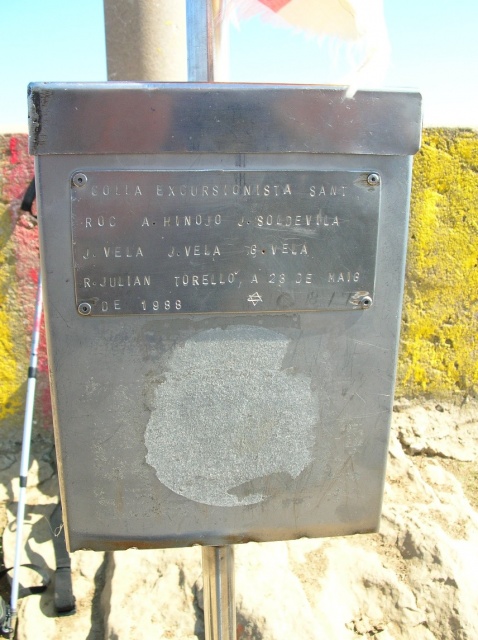 COLLA EXCURSIONISTA SANT
ROC A. HINOJO J. SOLDEVILA
J. VELA J. VELA G. VELA
R. JULIAN TORELLO, A 28 DE MAIG
DE 1988